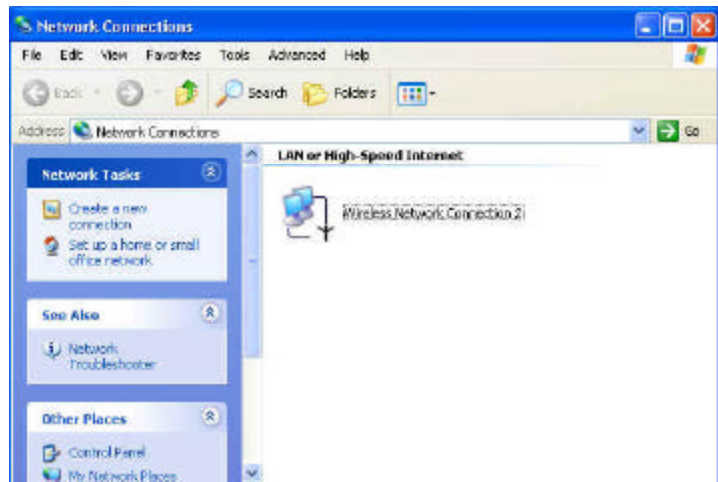 Network Connections
File Edit View Favorites Tools Advanced Help
Back Search Folders
Address Network Connections Go
LAN or High-Speed Internet
Wireless Network Connection 2
Network Tasks
Create a new
connection
Set up a home or small
office network
See Also
Network
Troubleshooter
Other Places
Control Panel
My Network Places